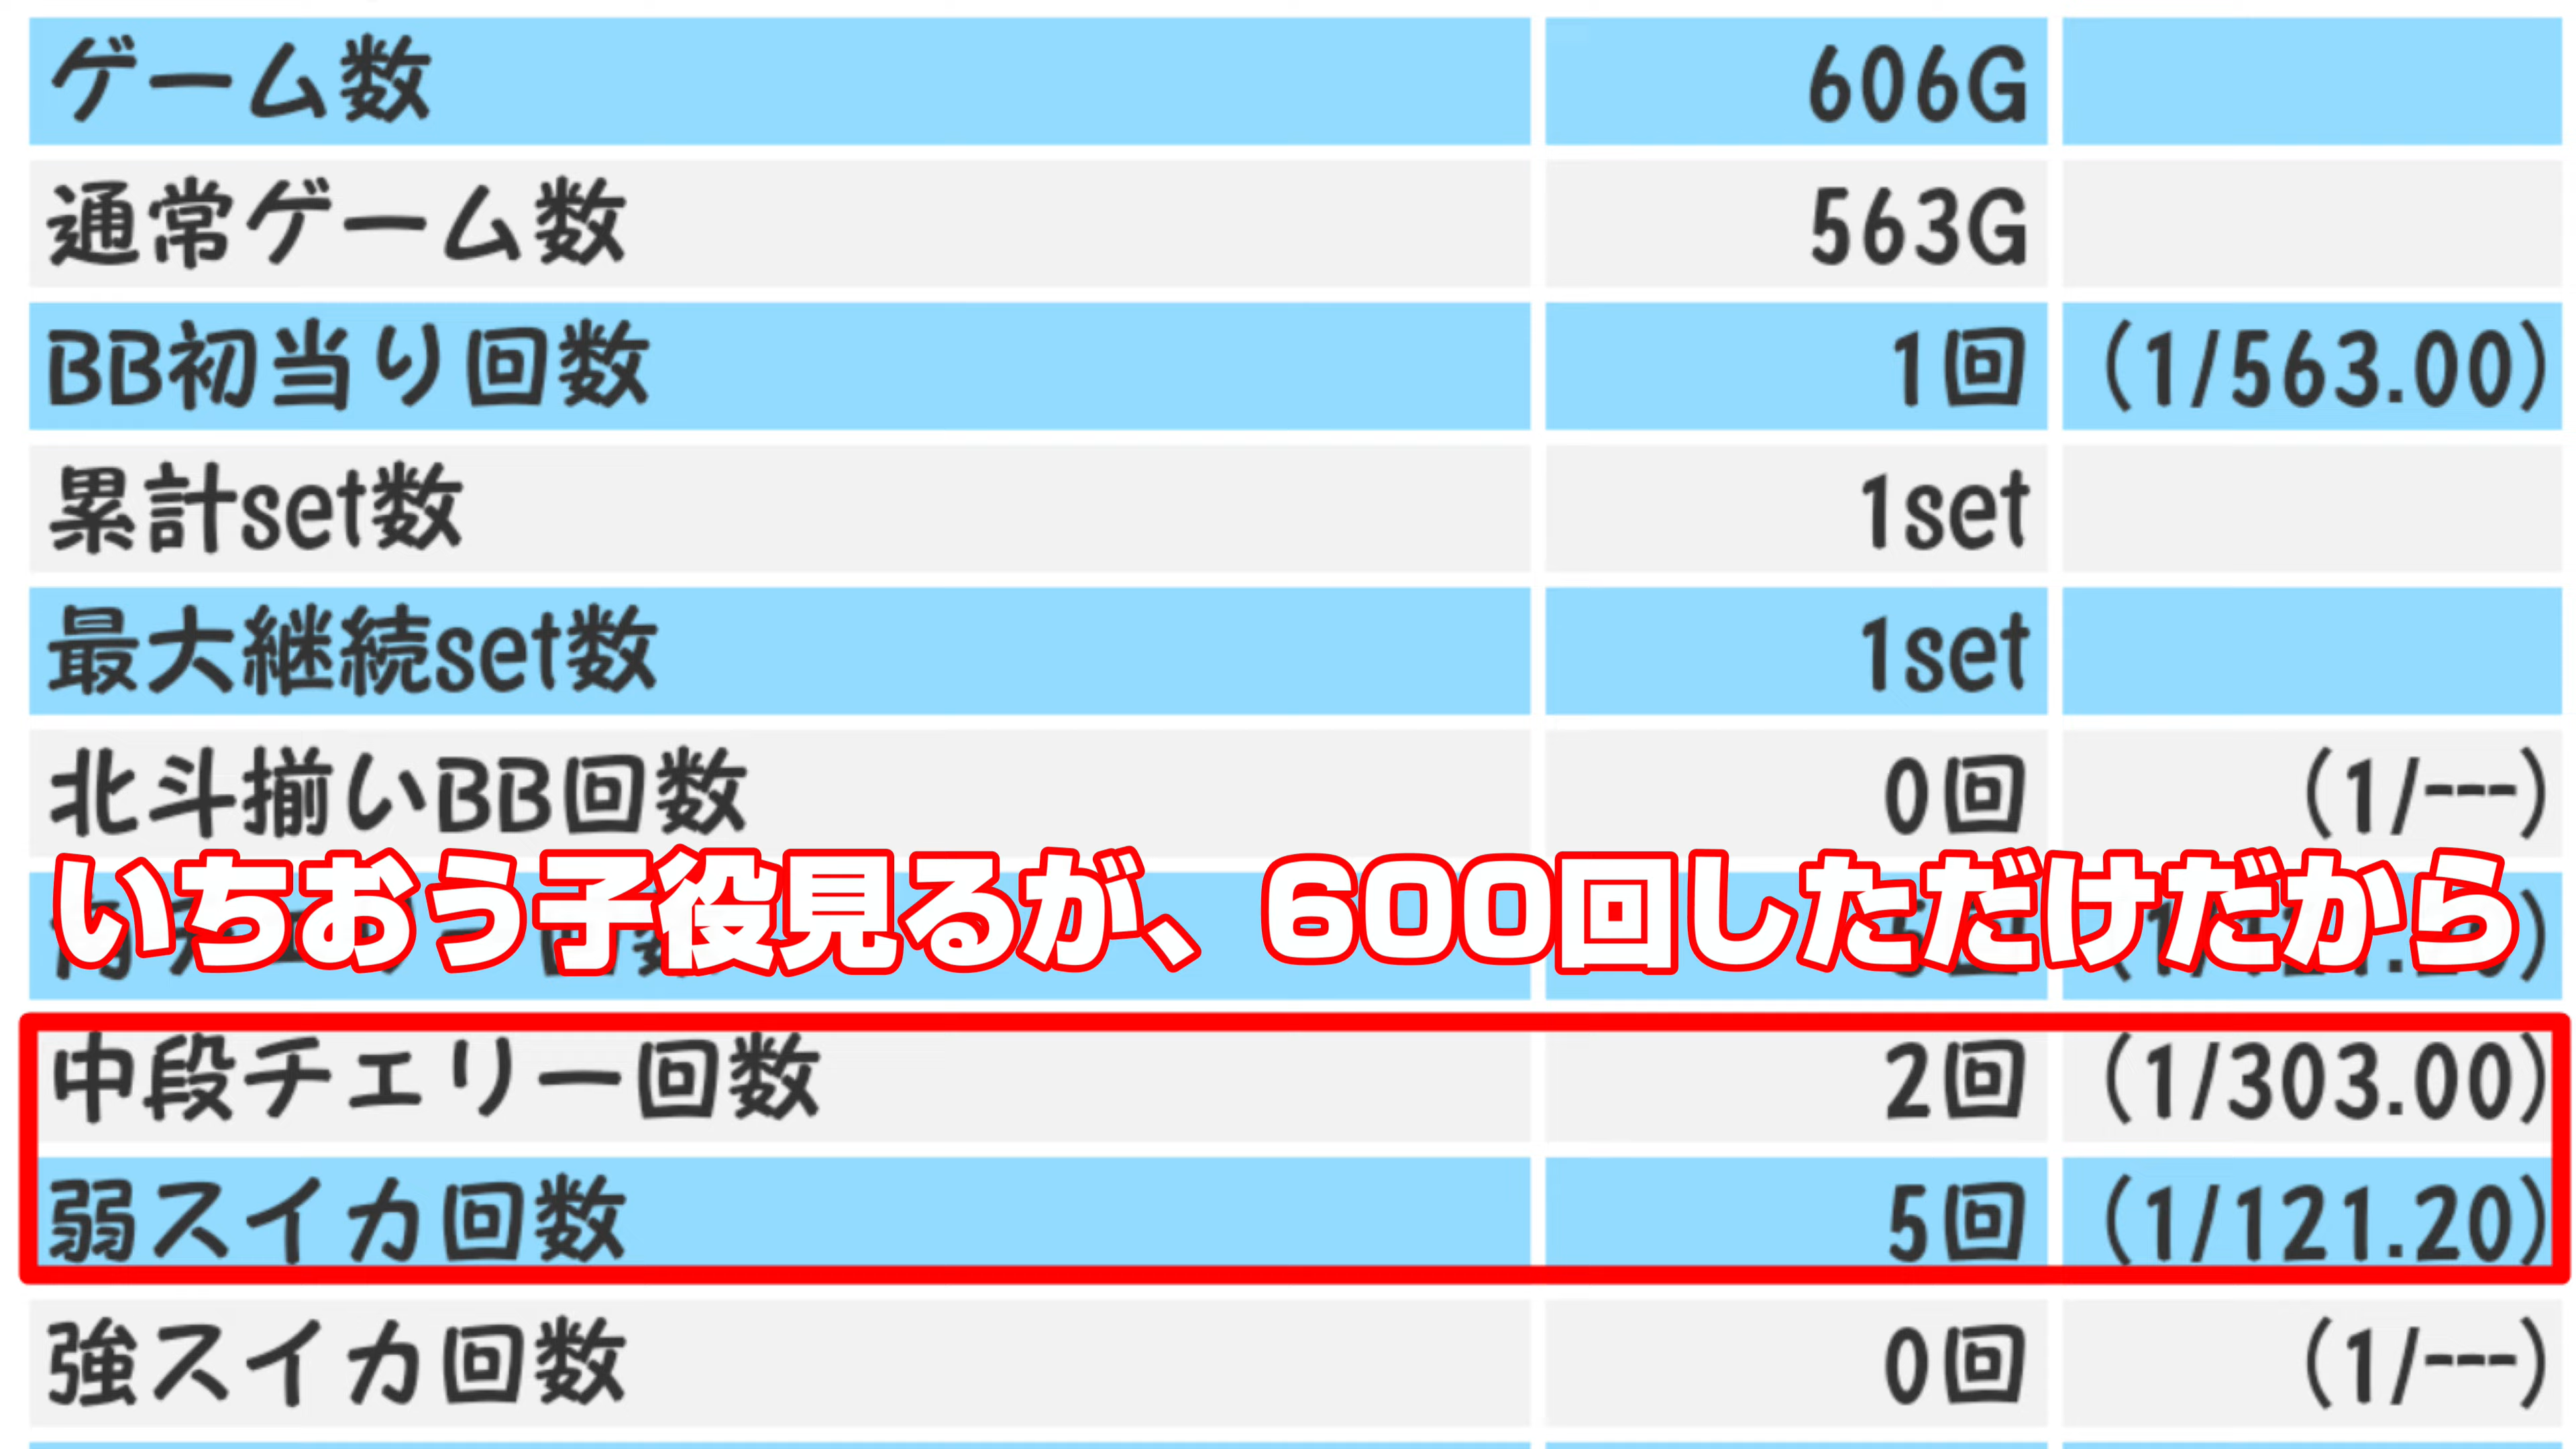 ゲーム数 606G
通常ゲーム数 563G
BB初当り回数 1回 (1/563.00)
累計set数 1set
最大継続set数 1set
北斗揃いBB回数 0回 (1/---)
いちおう子役見るが、600回しただけだから
中段チェリー回数 2回 (1/303.00)
弱スイカ回数 5回 (1/121.20)
強スイカ回数 0回 (1/---)